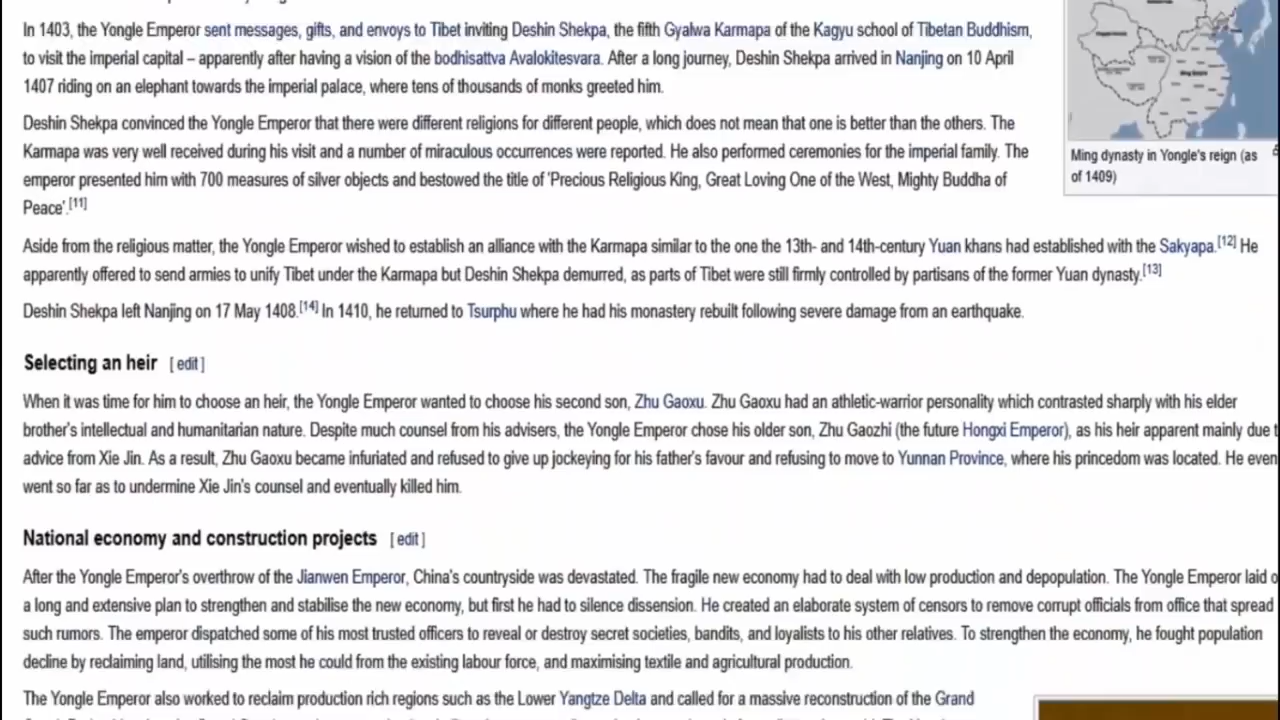 In 1403, the Yongle Emperor sent messages, gifts, and envoys to Tibet inviting Deshin Shekpa, the fifth Gyalwa Karmapa of the Kagyu school of Tibetan Buddhism,
to visit the imperial capital – apparently after having a vision of the bodhisattva Avalokitesvara. After a long journey, Deshin Shekpa arrived in Nanjing on 10 April
1407 riding on an elephant towards the imperial palace, where tens of thousands of monks greeted him.
Deshin Shekpa convinced the Yongle Emperor that there were different religions for different people, which does not mean that one is better than the others. The
Karmapa was very well received during his visit and a number of miraculous occurrences were reported. He also performed ceremonies for the imperial family. The
emperor presented him with 700 measures of silver objects and bestowed the title of 'Precious Religious King, Great Loving One of the West, Mighty Buddha of
Peace'.[11]
Ming dynasty in Yongle's reign (as
of 1409)
Aside from the religious matter, the Yongle Emperor wished to establish an alliance with the Karmapa similar to the one the 13th- and 14th-century Yuan khans had established with the Sakyapa.[12] He
apparently offered to send armies to unify Tibet under the Karmapa but Deshin Shekpa demurred, as parts of Tibet were still firmly controlled by partisans of the former Yuan dynasty.[13]
Deshin Shekpa left Nanjing on 17 May 1408.[14] In 1410, he returned to Tsurphu where he had his monastery rebuilt following severe damage from an earthquake.
Selecting an heir [ edit ]
When it was time for him to choose an heir, the Yongle Emperor wanted to choose his second son, Zhu Gaoxu. Zhu Gaoxu had an athletic-warrior personality which contrasted sharply with his elder
brother's intellectual and humanitarian nature. Despite much counsel from his advisers, the Yongle Emperor chose his older son, Zhu Gaozhi (the future Hongxi Emperor), as his heir apparent mainly due t
advice from Xie Jin. As a result, Zhu Gaoxu became infuriated and refused to give up jockeying for his father's favour and refusing to move to Yunnan Province, where his princedom was located. He even
went so far as to undermine Xie Jin's counsel and eventually killed him.
National economy and construction projects [ edit ]
After the Yongle Emperor's overthrow of the Jianwen Emperor, China's countryside was devastated. The fragile new economy had to deal with low production and depopulation. The Yongle Emperor laid o
a long and extensive plan to strengthen and stabilise the new economy, but first he had to silence dissension. He created an elaborate system of censors to remove corrupt officials from office that spread
such rumors. The emperor dispatched some of his most trusted officers to reveal or destroy secret societies, bandits, and loyalists to his other relatives. To strengthen the economy, he fought population
decline by reclaiming land, utilising the most he could from the existing labour force, and maximising textile and agricultural production.
The Yongle Emperor also worked to reclaim production rich regions such as the Lower Yangtze Delta and called for a massive reconstruction of the Grand